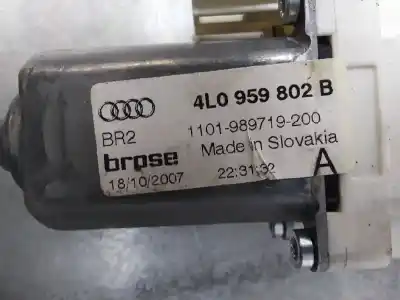 4L0 959 802 B
BR2 1101-989719-200
brose Made in Slovakia
18/10/2007 22:31:32 A